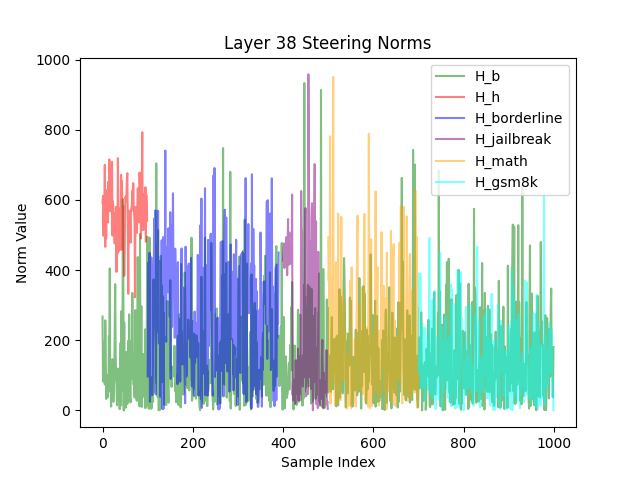 Layer 38 Steering Norms
Norm Value
1000
800
600
400
200
0
H_b
H_h
H_borderline
H_jailbreak
H_math
H_gsm8k
0 200 400 600 800 1000
Sample Index